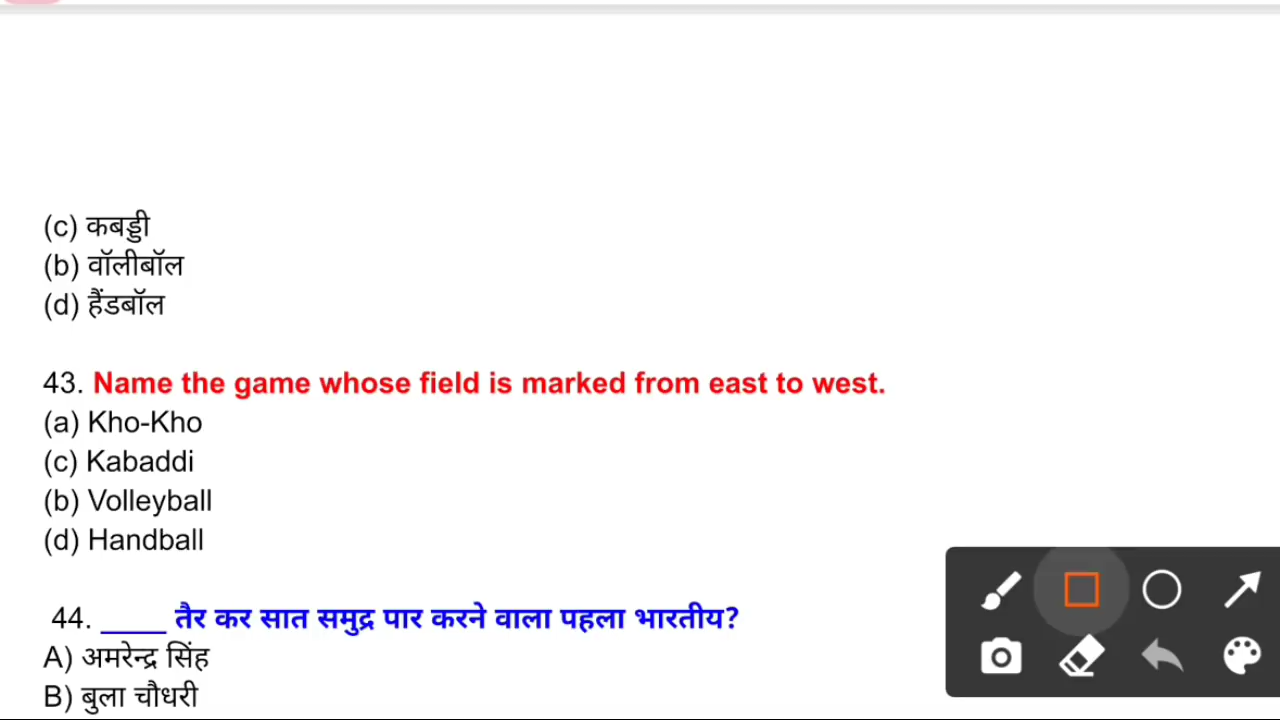 (c) कबड्डी
(b) वॉलीबॉल
(d) हैंडबॉल
43. Name the game whose field is marked from east to west.
(a) Kho-Kho
(c) Kabaddi
(b) Volleyball
(d) Handball
44. _____ तैर कर सात समुद्र पार करने वाला पहला भारतीय?
A) अमरेन्द्र सिंह
B) बुला चौधरी